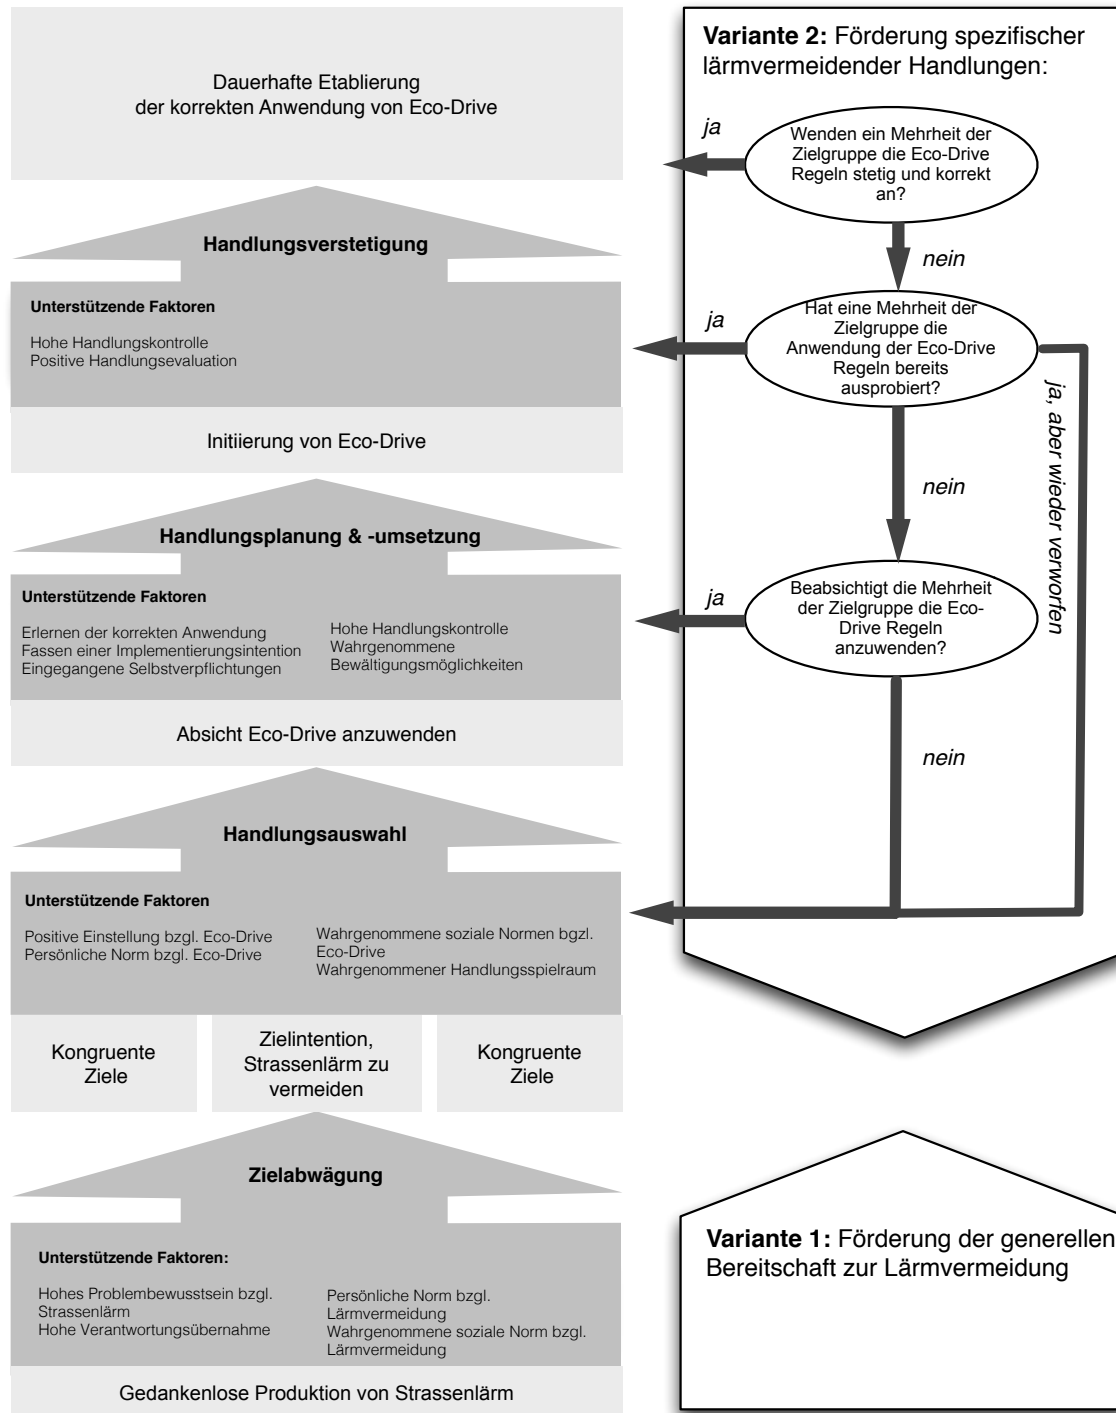 Dauerhafte Etablierung
der korrekten Anwendung von Eco-Drive
Handlungsverstetigung
Unterstützende Faktoren
Hohe Handlungskontrolle
Positive Handlungsevaluation
Initiierung von Eco-Drive
Handlungsplanung & -umsetzung
Unterstützende Faktoren
Erlernen der korrekten Anwendung
Fassen einer Implementierungsintention
Eingegangene Selbstverpflichtungen
Hohe Handlungskontrolle
Wahrgenommene
Bewältigungsmöglichkeiten
Absicht Eco-Drive anzuwenden
Handlungsauswahl
Unterstützende Faktoren
Positive Einstellung bzgl. Eco-Drive
Persönliche Norm bzgl. Eco-Drive
Wahrgenommene soziale Normen bgzl.
Eco-Drive
Wahrgenommener Handlungsspielraum
Kongruente
Ziele
Zielintention,
Strassenlärm zu
vermeiden
Kongruente
Ziele
Zielabwägung
Unterstützende Faktoren:
Hohes Problembewusstsein bzgl.
Strassenlärm
Hohe Verantwortungsübernahme
Persönliche Norm bzgl.
Lärmvermeidung
Wahrgenommene soziale Norm bzgl.
Lärmvermeidung
Gedankenlose Produktion von Strassenlärm
Variante 2: Förderung spezifischer
lärmvermeidender Handlungen:
ja
Wenden ein Mehrheit der
Zielgruppe die Eco-Drive
Regeln stetig und korrekt
an?
nein
ja
Hat eine Mehrheit der
Zielgruppe die
Anwendung der Eco-Drive
Regeln bereits
ausprobiert?
ja, aber wieder verworfen
nein
ja
Beabsichtigt die Mehrheit
der Zielgruppe die Eco-
Drive Regeln
anzuwenden?
nein
Variante 1: Förderung der generellen
Bereitschaft zur Lärmvermeidung